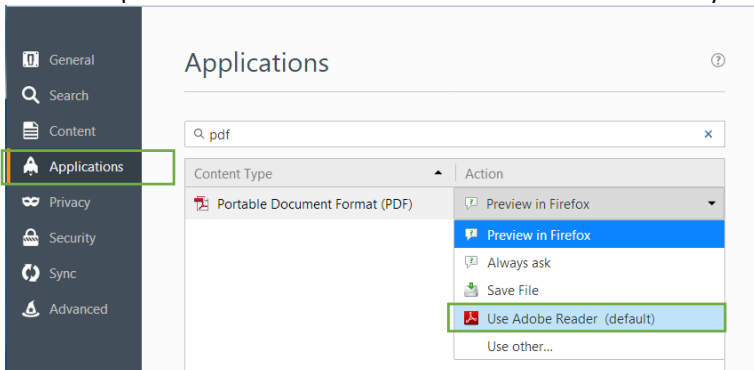 General
Search
Content
Applications
Privacy
Security
Sync
Advanced
Applications
pdf
Content Type
Action
Portable Document Format (PDF)
Preview in Firefox
Preview in Firefox
Always ask
Save File
Use Adobe Reader (default)
Use other...